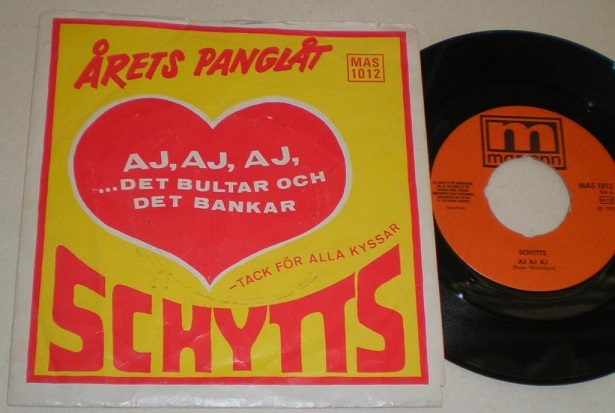 ÅRETS PANGLÅT
MAS
1012
AJ, AJ, AJ,
...DET BULTAR OCH
DET BANKAR
–TACK FÖR ALLA KYSSAR
SCHYTTS
m
mariann
MAS 1012
SCHYTTS
AJ AJ AJ